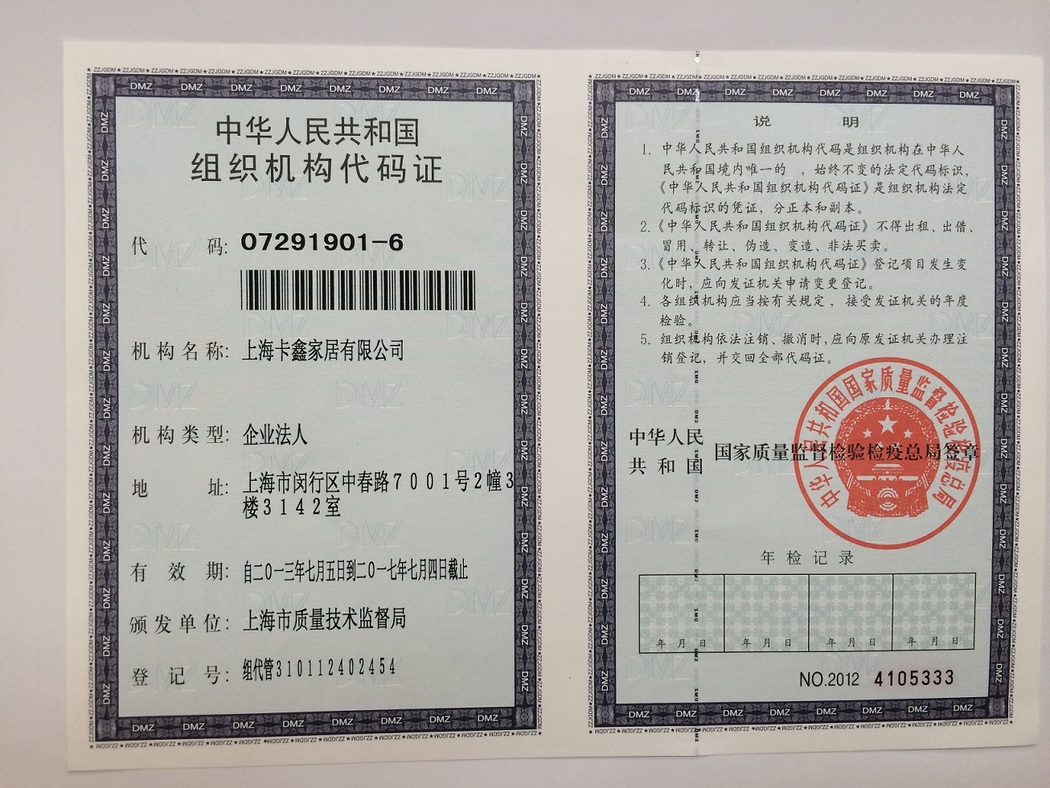 中华人民共和国
组织机构代码证
代 码: 07291901-6
机构名称: 上海卡鑫家居有限公司
机构类型: 企业法人
地 址: 上海市闵行区中春路7001号2幢3
楼3142室
有 效 期: 自二0一三年七月五日到二0一七年七月四日截止
颁发单位: 上海市质量技术监督局
登 记 号: 组代管310112402454
说 明
1. 中华人民共和国组织机构代码是组织机构在中华人
民共和国境内唯一的 ，始终不变的法定代码标识，
《中华人民共和国组织机构代码证》是组织机构法定
代码标识的凭证，分正本和副本。
2.《中华人民共和国组织机构代码证》不得出租、出借、
冒用、转让、伪造、变造、非法买卖。
3.《中华人民共和国组织机构代码证》登记项目发生变
化时，应向发证机关申请变更登记。
4. 各组织机构应当按有关规定，接受发证机关的年度
检验。
5. 组织机构依法注销、撤消时,应向原发证机关办理注
销登记，并交回全部代码证。
中华人民
共 和 国 国家质量监督检验检疫总局签章
中华人民共和国国家质量监督检验检疫总局
年检记录
年 月 日 年 月 日 年 月 日 年 月 日
NO.2012 4105333